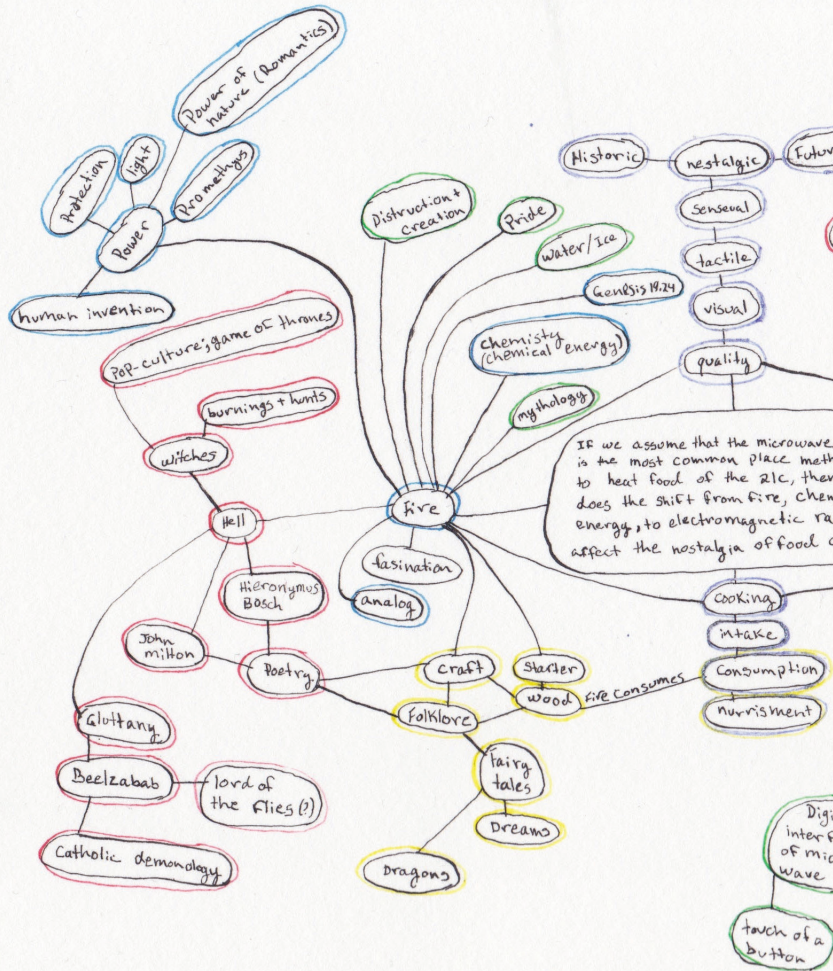 Power of
nature (Romantics)
light
Protection
Promethyus
Power
human invention
Distruction +
creation
Pride
Water/Ice
Genesis 19:24
chemisty
(chemical energy)
mythology
Historic
nestalgic
Futur
senseual
tactile
visual
quality
POP-culture; game of thrones
burnings + hunts
witches
Hell
Fire
fasination
analog
If we assume that the microwave
is the most common place meth
to heat food of the 21c, then
does the shift from fire, chem
energy, to electromagnetic ra
affect the nostalgia of food
Hieronymus
Bosch
John
milton
Poetry
craft
starter
wood
Fire consumes
Folklore
cooking
intake
Consumption
nurrisment
Gluttany
Beelzabab
lord of
the flies (?)
Catholic demonology
fairy
tales
Dreams
Dragons
Digi
interf
of mic
wave
touch of a
button